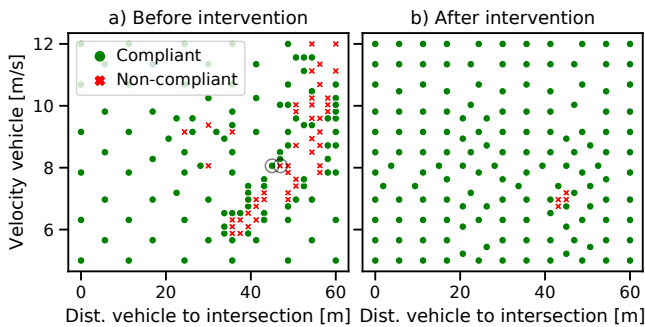 a) Before intervention
b) After intervention
Velocity vehicle [m/s]
12
10
8
6
Compliant
Non-compliant
0
20
40
60
0
20
40
60
Dist. vehicle to intersection [m]
Dist. vehicle to intersection [m]